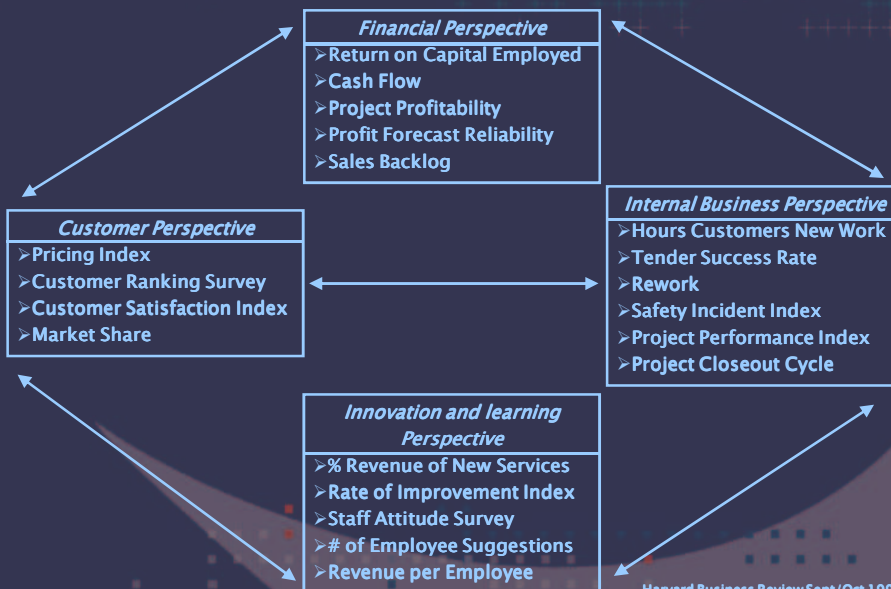 Financial Perspective
➢Return on Capital Employed
➢Cash Flow
➢Project Profitability
➢Profit Forecast Reliability
➢Sales Backlog
Customer Perspective
➢Pricing Index
➢Customer Ranking Survey
➢Customer Satisfaction Index
➢Market Share
Internal Business Perspective
➢Hours Customers New Work
➢Tender Success Rate
➢Rework
➢Safety Incident Index
➢Project Performance Index
➢Project Closeout Cycle
Innovation and learning
Perspective
➢% Revenue of New Services
➢Rate of Improvement Index
➢Staff Attitude Survey
➢# of Employee Suggestions
➢Revenue per Employee
Harvard Business Review Sept/Oct